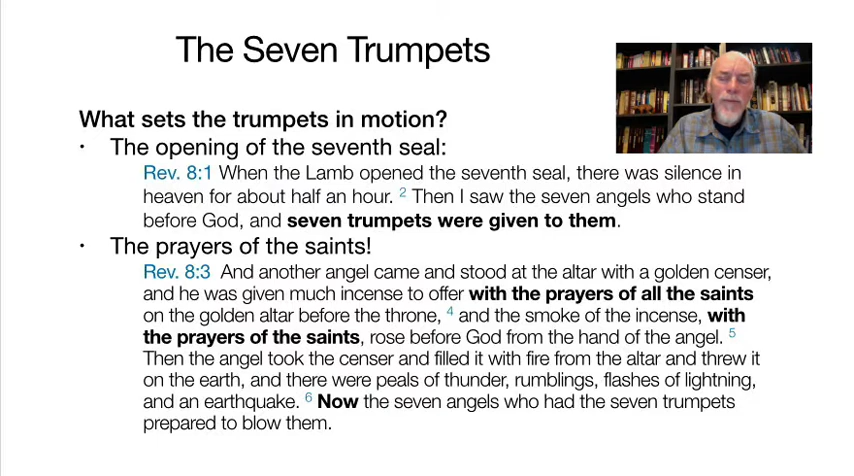 The Seven Trumpets
What sets the trumpets in motion?
• The opening of the seventh seal:
Rev. 8:1 When the Lamb opened the seventh seal, there was silence in
heaven for about half an hour. 2 Then I saw the seven angels who stand
before God, and seven trumpets were given to them.
• The prayers of the saints!
Rev. 8:3 And another angel came and stood at the altar with a golden censer,
and he was given much incense to offer with the prayers of all the saints
on the golden altar before the throne, 4 and the smoke of the incense, with
the prayers of the saints, rose before God from the hand of the angel. 5
Then the angel took the censer and filled it with fire from the altar and threw it
on the earth, and there were peals of thunder, rumblings, flashes of lightning,
and an earthquake. 6 Now the seven angels who had the seven trumpets
prepared to blow them.